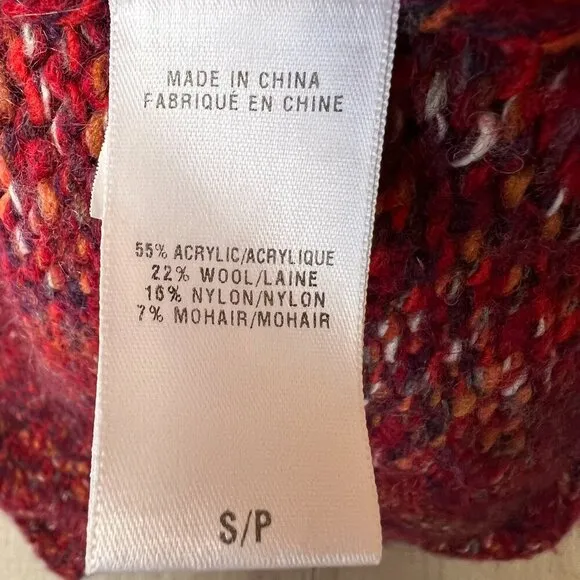 MADE IN CHINA
FABRIQUÉ EN CHINE
55% ACRYLIC/ACRYLIQUE
22% WOOL/LAINE
16% NYLON/NYLON
7% MOHAIR/MOHAIR
S/P